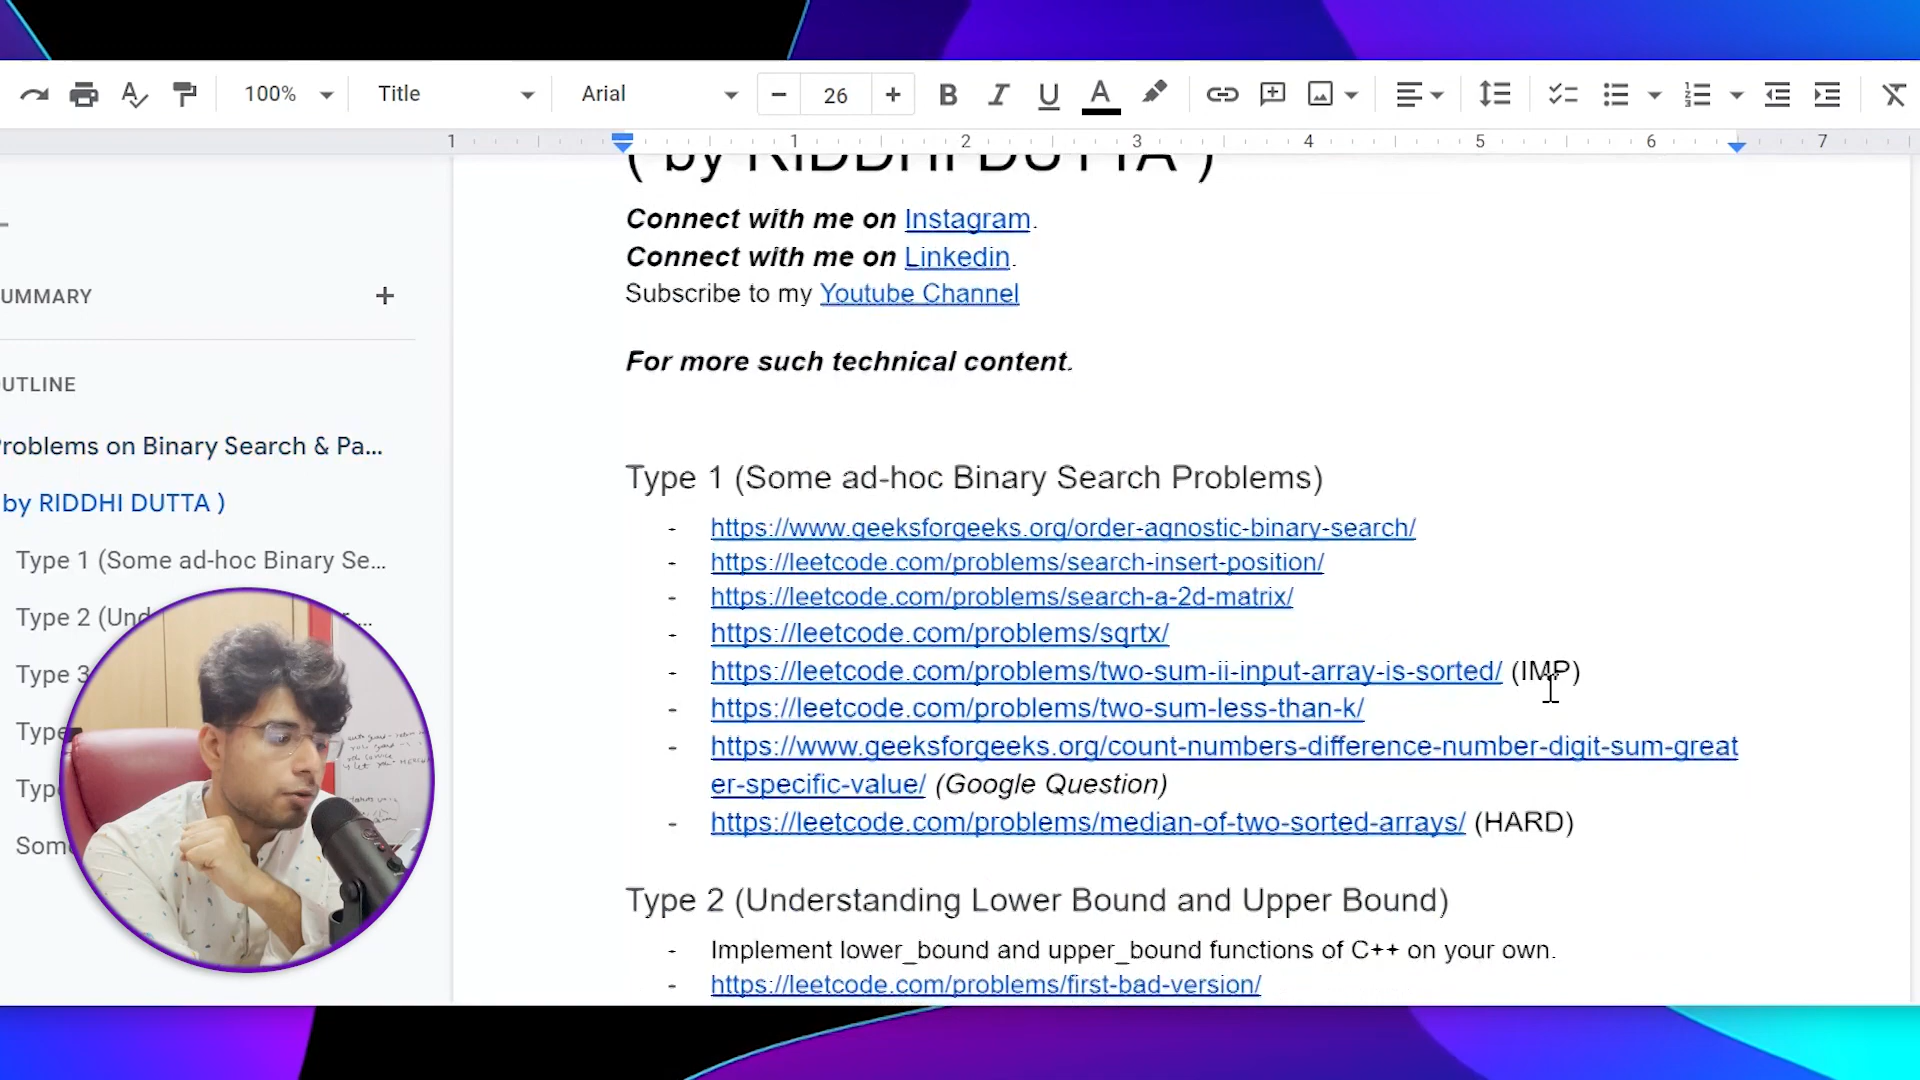 100% Title Arial 26
1 1 2 3 4 5 6 7
( by RIDDHI DUTTA )
Connect with me on Instagram.
Connect with me on Linkedin.
Subscribe to my Youtube Channel
For more such technical content.
UMMARY
UTLINE
roblems on Binary Search & Pa...
by RIDDHI DUTTA )
Type 1 (Some ad-hoc Binary Se...
Type 2 (Und
Type 3
Type
Typ
Som
Type 1 (Some ad-hoc Binary Search Problems)
- https://www.geeksforgeeks.org/order-agnostic-binary-search/
- https://leetcode.com/problems/search-insert-position/
- https://leetcode.com/problems/search-a-2d-matrix/
- https://leetcode.com/problems/sqrtx/
- https://leetcode.com/problems/two-sum-ii-input-array-is-sorted/ (IMP)
- https://leetcode.com/problems/two-sum-less-than-k/
- https://www.geeksforgeeks.org/count-numbers-difference-number-digit-sum-great
er-specific-value/ (Google Question)
- https://leetcode.com/problems/median-of-two-sorted-arrays/ (HARD)
Type 2 (Understanding Lower Bound and Upper Bound)
- Implement lower_bound and upper_bound functions of C++ on your own.
- https://leetcode.com/problems/first-bad-version/